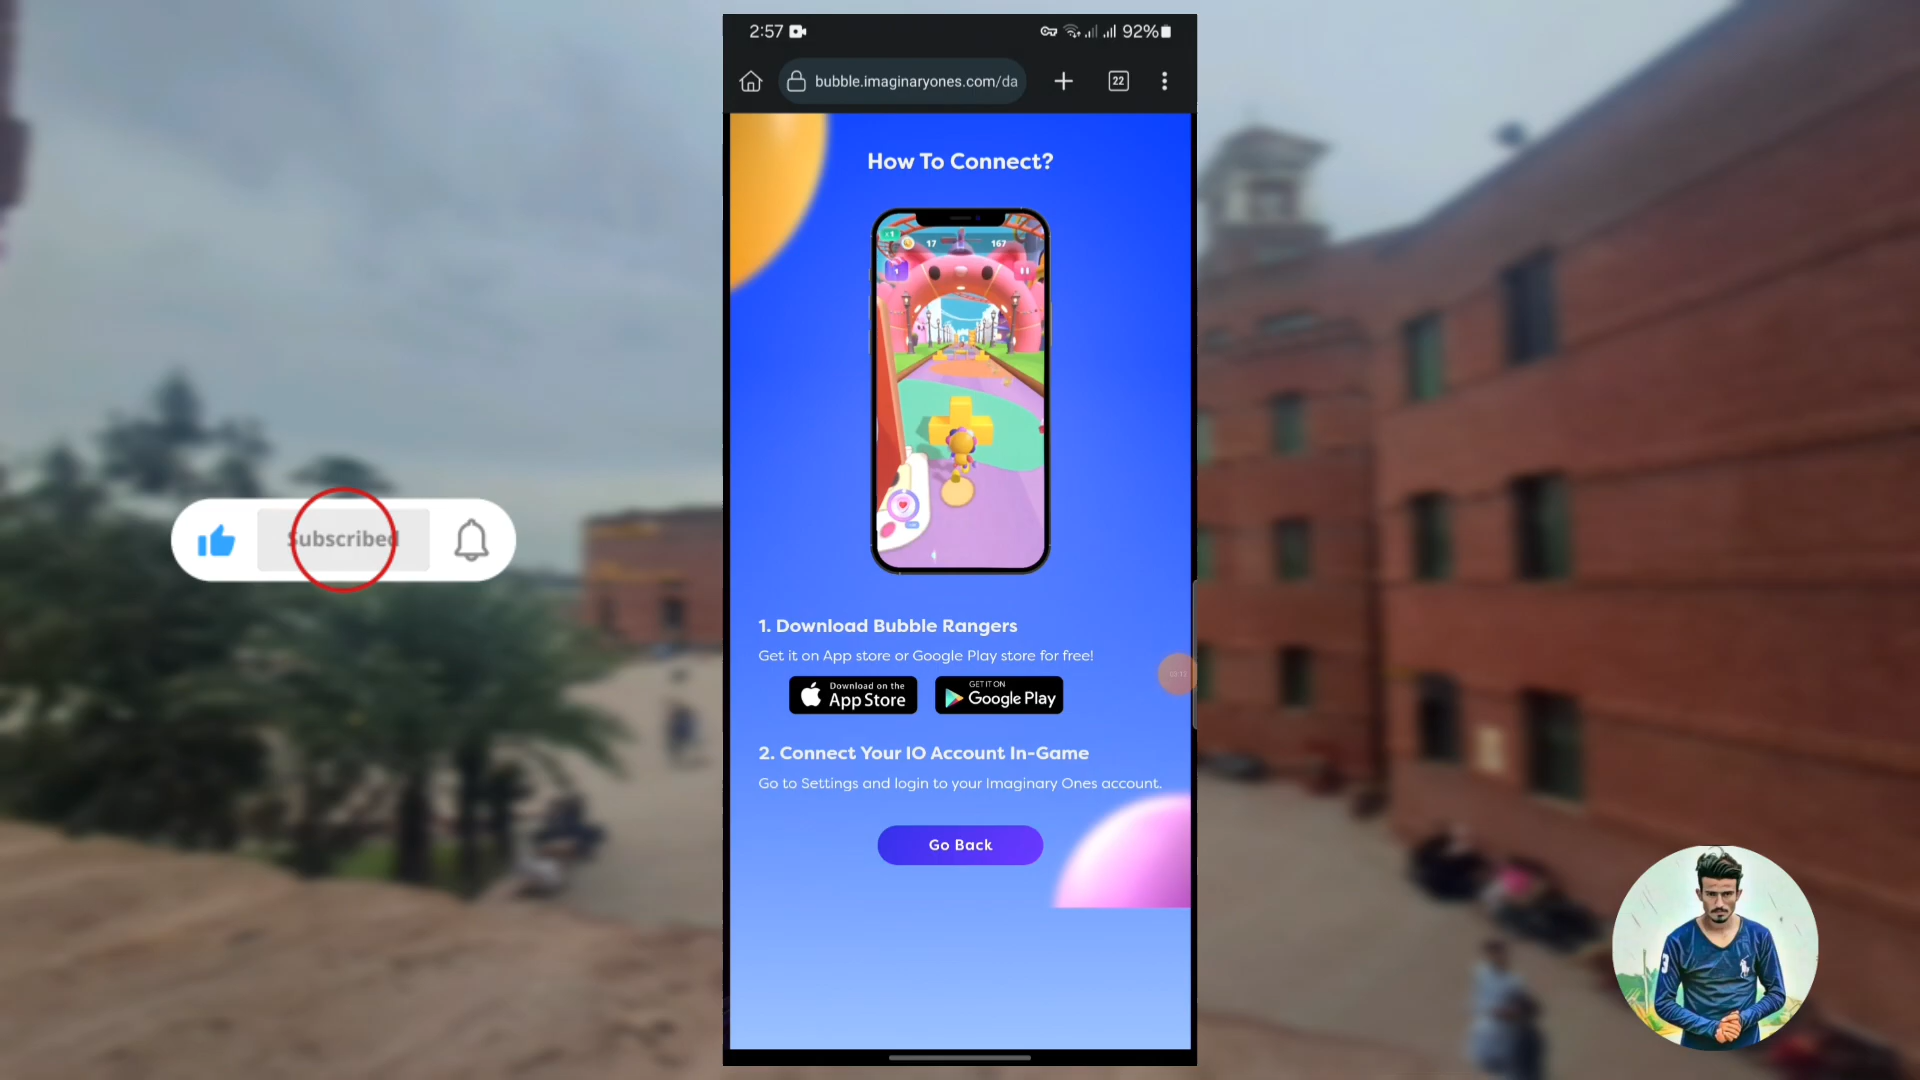 2:57
92%
bubble.imaginaryones.com/da
22
How To Connect?
x1
17
167
1
Subscribed
1. Download Bubble Rangers
Get it on App store or Google Play store for free!
Download on the
App Store
GET IT ON
Google Play
2. Connect Your IO Account In-Game
Go to Settings and login to your Imaginary Ones account.
Go Back
3